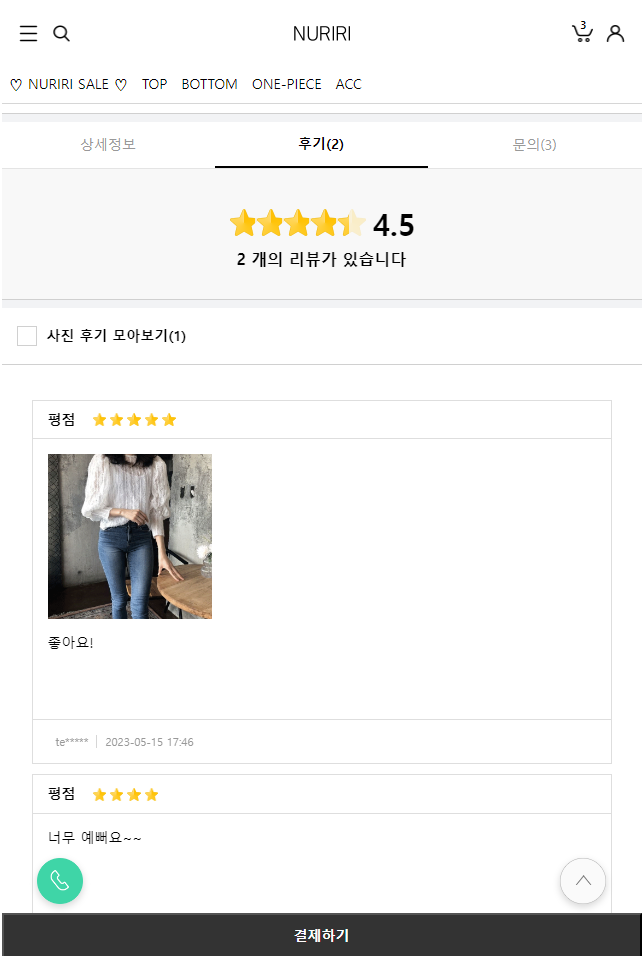 NURIRI
3
♡ NURIRI SALE ♡ TOP BOTTOM ONE-PIECE ACC
상세정보 후기(2) 문의(3)
4.5
2 개의 리뷰가 있습니다
사진 후기 모아보기(1)
평점
좋아요!
te***** 2023-05-15 17:46
평점
너무 예뻐요~~
결제하기